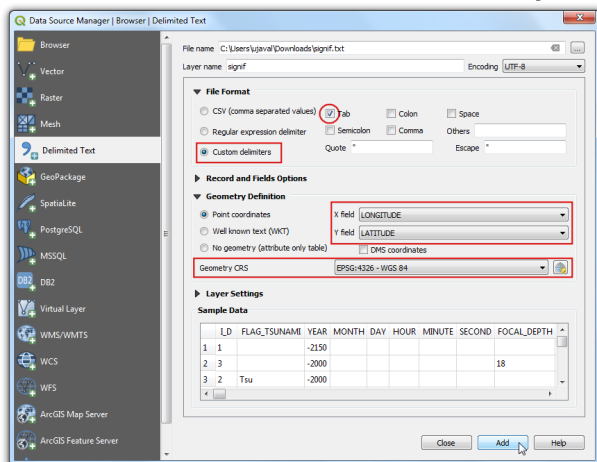 Data Source Manager | Browser | Delimited Text
Browser
Vector
Raster
Mesh
Delimited Text
GeoPackage
SpatiaLite
PostgreSQL
MSSQL
DB2 DB2
Virtual Layer
WMS/WMTS
WCS
WFS
ArcGIS Map Server
ArcGIS Feature Server
File name C:\Users\ujaval\Downloads\signif.txt ...
Layer name signif Encoding UTF-8
File Format
CSV (comma separated values) Tab Colon Space
Regular expression delimiter Semicolon Comma Others
Custom delimiters Quote " Escape "
Record and Fields Options
Geometry Definition
Point coordinates X field LONGITUDE
Well known text (WKT) Y field LATITUDE
No geometry (attribute only table) DMS coordinates
Geometry CRS EPSG:4326 - WGS 84
Layer Settings
Sample Data
I_D FLAG_TSUNAMI YEAR MONTH DAY HOUR MINUTE SECOND FOCAL_DEPTH
1 1 -2150
2 3 -2000 18
3 2 Tsu -2000
Close Add Help